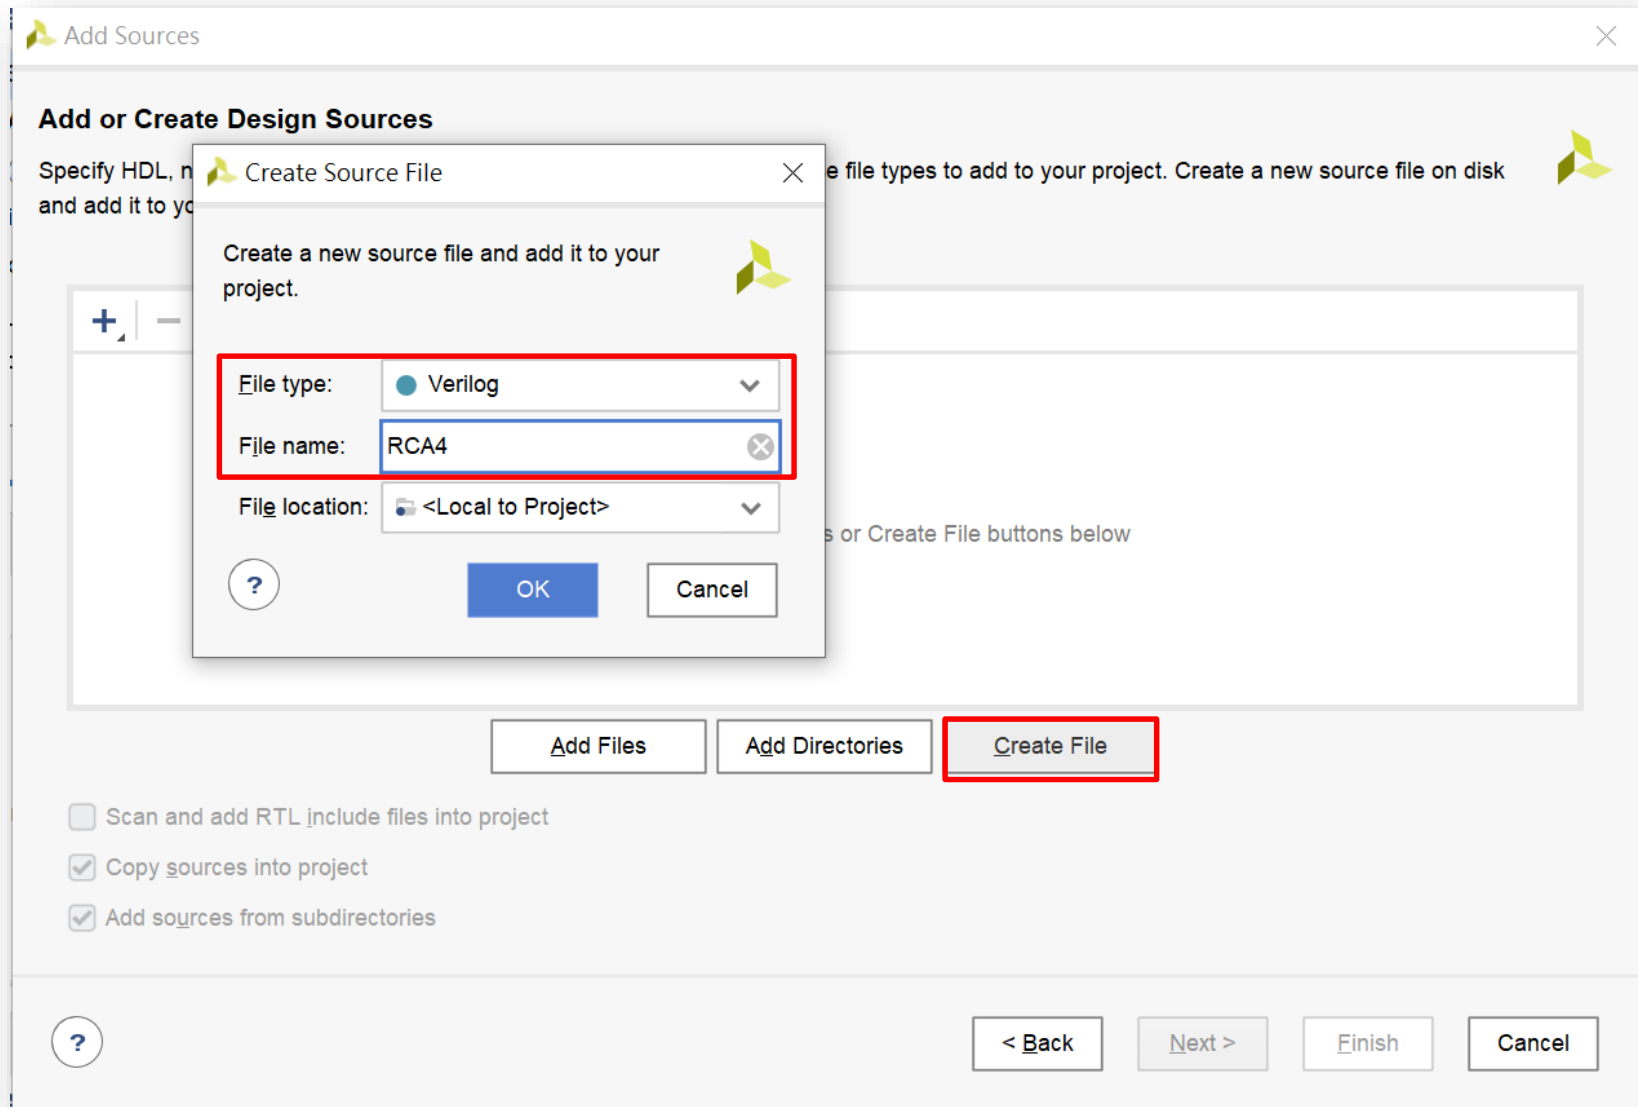 Add Sources
Add or Create Design Sources
Specify HDL, n
e file types to add to your project. Create a new source file on disk
and add it to yo
Create Source File
Create a new source file and add it to your
project.
File type:
Verilog
File name:
RCA4
File location:
<Local to Project>
s or Create File buttons below
?
OK
Cancel
Add Files
Add Directories
Create File
Scan and add RTL include files into project
Copy sources into project
Add sources from subdirectories
?
< Back
Next >
Finish
Cancel